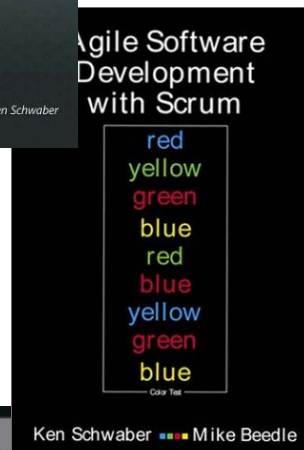 Ken Schwaber
Agile Software
Development
with Scrum
red
yellow
green
blue
red
blue
yellow
green
blue
Color Test
Ken Schwaber Mike Beedle